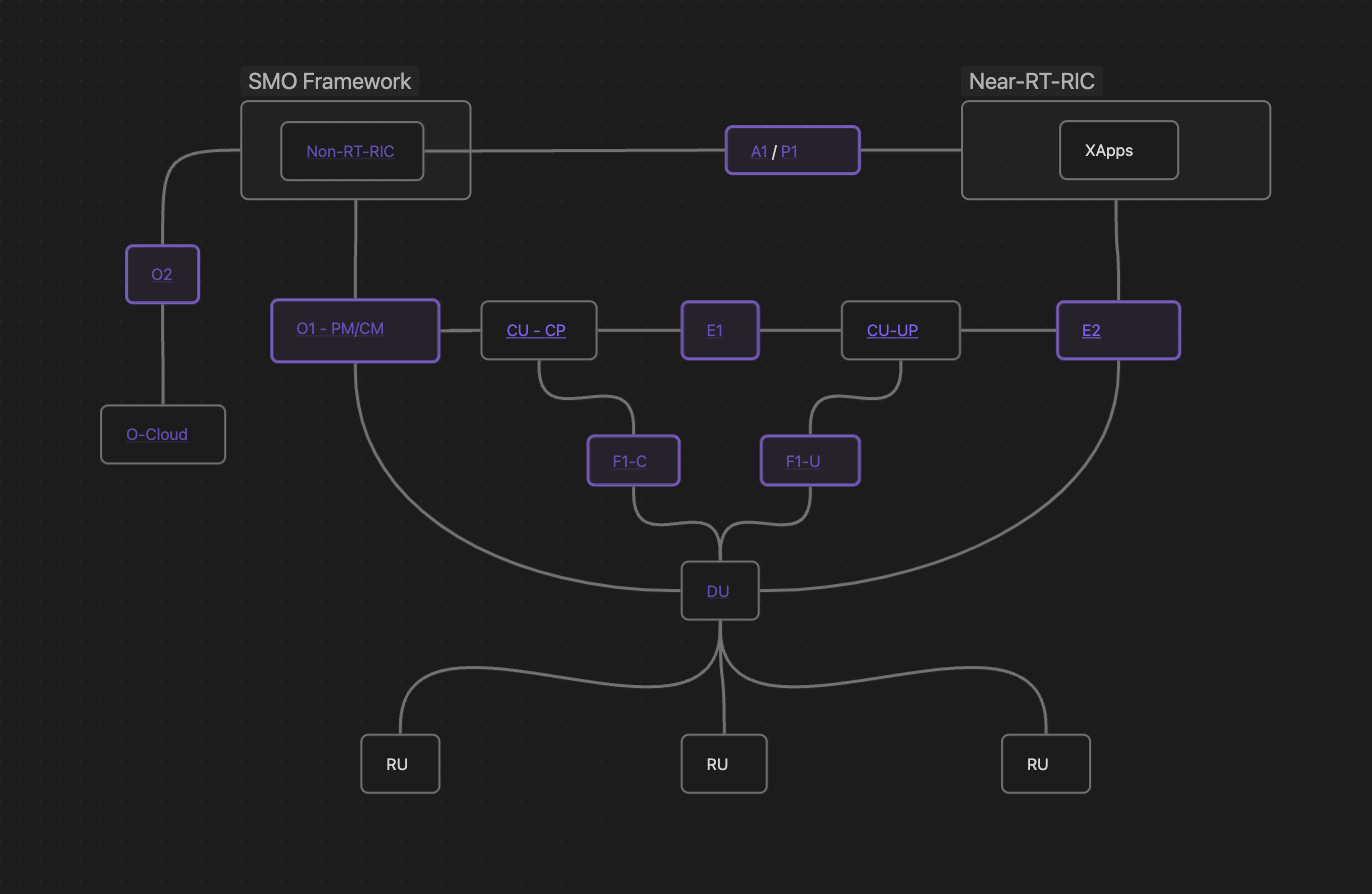 SMO Framework
Near-RT-RIC
Non-RT-RIC
A1 / P1
XApps
O2
O1 - PM/CM
CU - CP
E1
CU-UP
E2
O-Cloud
F1-C
F1-U
DU
RU
RU
RU